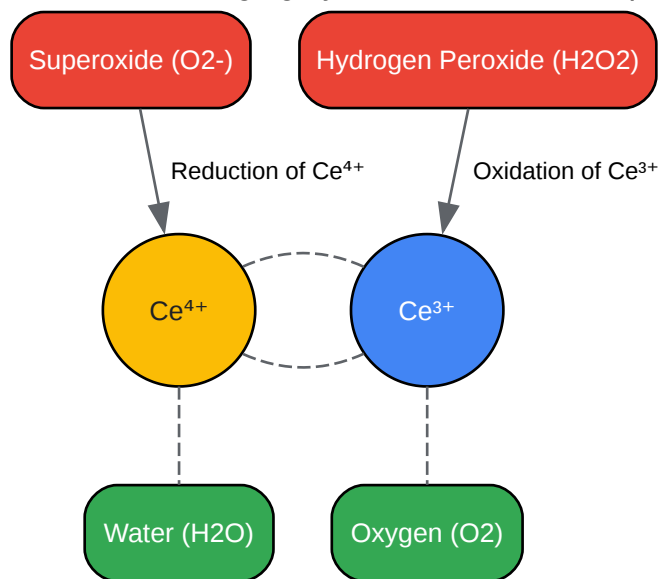 Superoxide (O2-)
Hydrogen Peroxide (H2O2)
Reduction of Ce⁴⁺
Oxidation of Ce³⁺
Ce⁴⁺
Ce³⁺
Water (H2O)
Oxygen (O2)